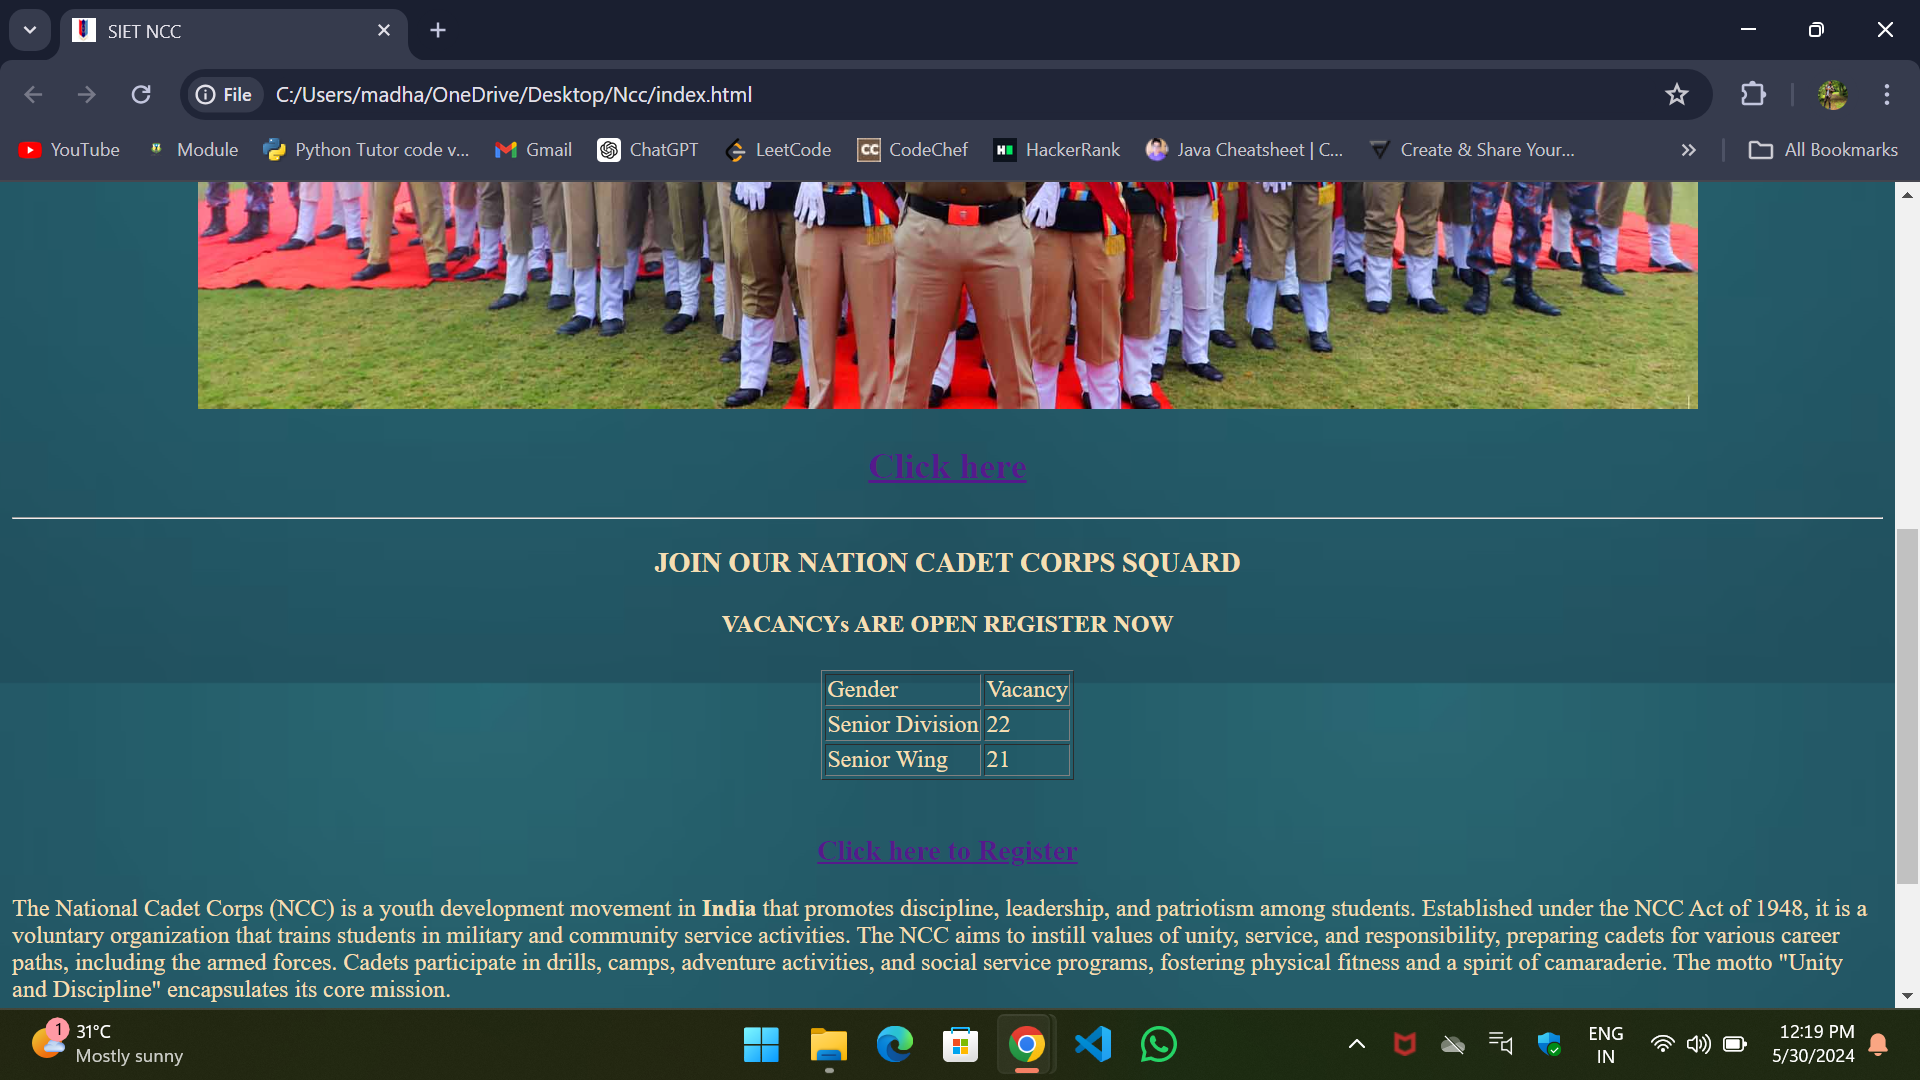 SIET NCC
File C:/Users/madha/OneDrive/Desktop/Ncc/index.html
YouTube Module Python Tutor code v... Gmail ChatGPT LeetCode CodeChef HackerRank Java Cheatsheet | C... Create & Share Your... » All Bookmarks
Click here
JOIN OUR NATION CADET CORPS SQUARD
VACANCYs ARE OPEN REGISTER NOW
Gender Vacancy
Senior Division 22
Senior Wing 21
Click here to Register
The National Cadet Corps (NCC) is a youth development movement in India that promotes discipline, leadership, and patriotism among students. Established under the NCC Act of 1948, it is a
voluntary organization that trains students in military and community service activities. The NCC aims to instill values of unity, service, and responsibility, preparing cadets for various career
paths, including the armed forces. Cadets participate in drills, camps, adventure activities, and social service programs, fostering physical fitness and a spirit of camaraderie. The motto "Unity
and Discipline" encapsulates its core mission.
1 31°C
Mostly sunny
ENG
IN
12:19 PM
5/30/2024